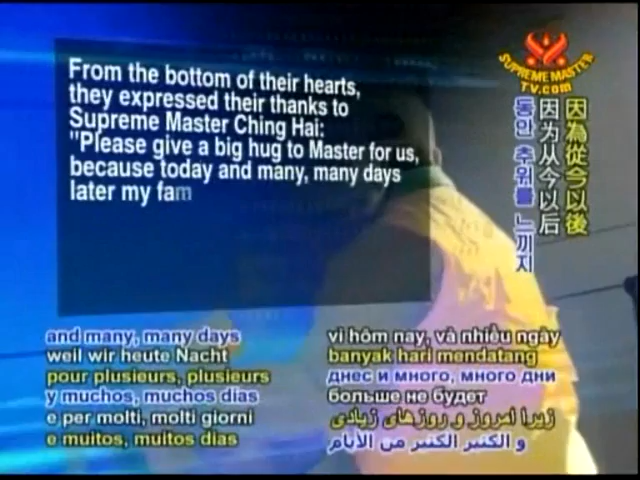 From the bottom of their hearts,
they expressed their thanks to
Supreme Master Ching Hai:
"Please give a big hug to Master for us,
because today and many, many days
later my fam
SUPREME MASTER
TV.com
因為從今以後
因为从今以后
동안 추위를 느끼지
and many, many days
weil wir heute Nacht
pour plusieurs, plusieurs
y muchos, muchos dias
e per molti, molti giorni
e muitos, muitos dias
vì hôm nay, và nhiều ngày
banyak hari mendatang
днес и много, много дни
больше не будет
زیرا امروز و روزهای زیادی
و الكثير الكثير من الأيام